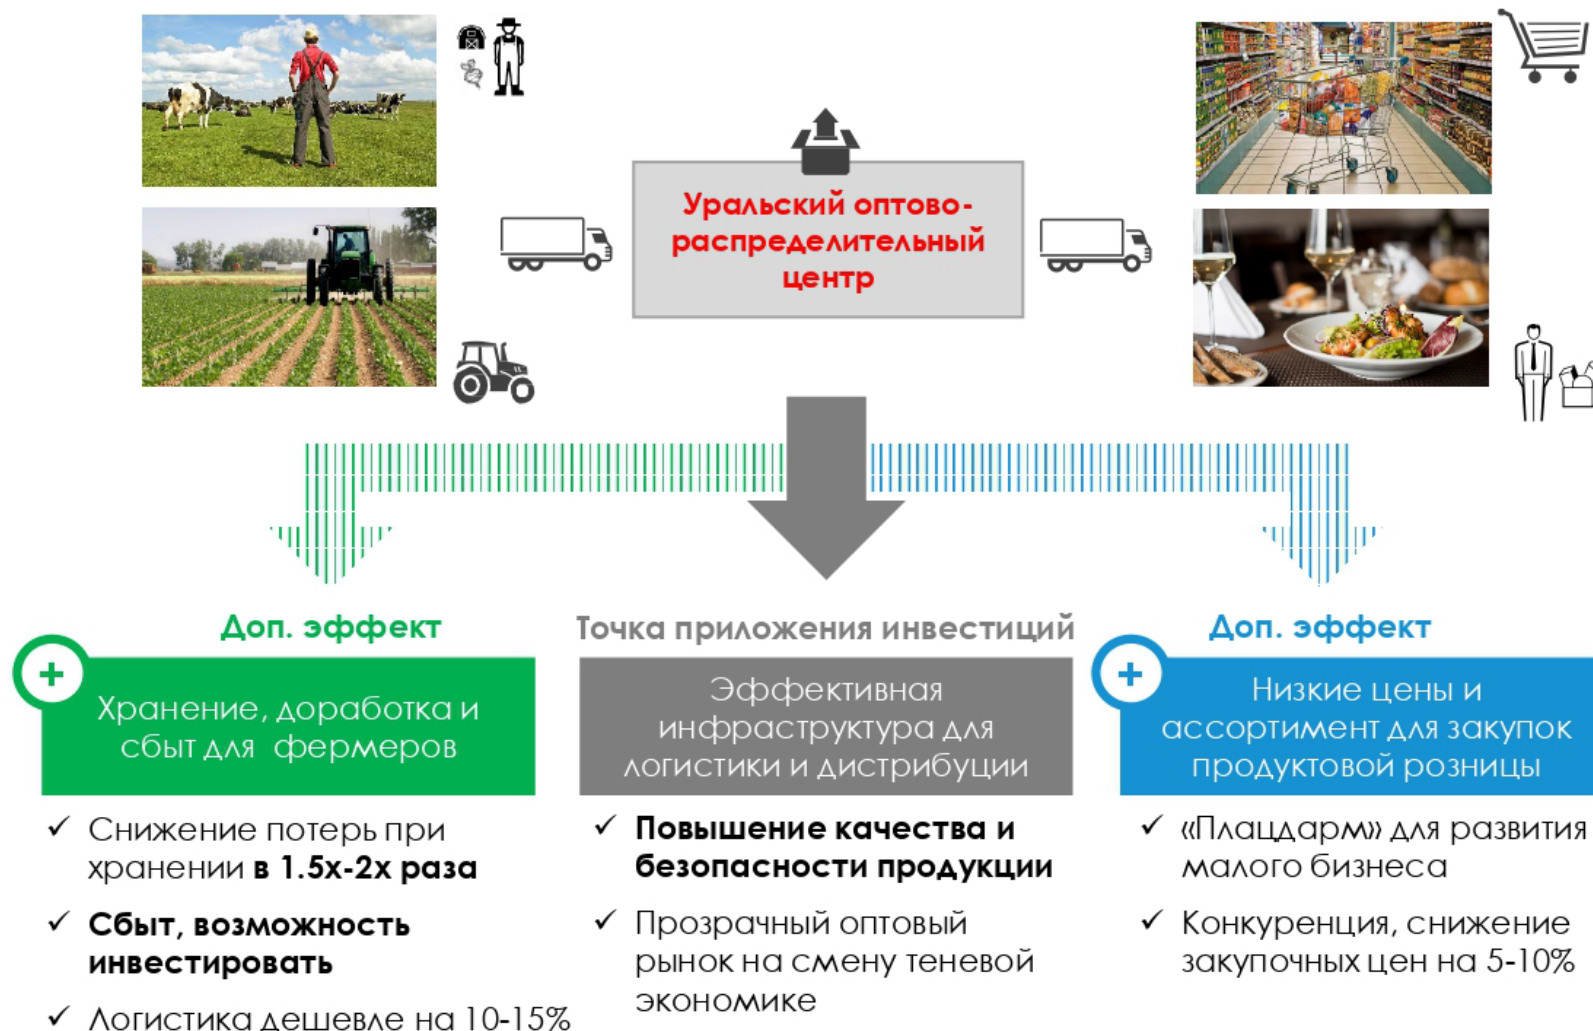 Уральский оптово-
распределительный
центр
Доп. эффект
+
Хранение, доработка и
сбыт для фермеров
✓ Снижение потерь при
хранении в 1.5x-2x раза
✓ Сбыт, возможность
инвестировать
✓ Логистика дешевле на 10-15%
Точка приложения инвестиций
Эффективная
инфраструктура для
логистики и дистрибуции
✓ Повышение качества и
безопасности продукции
✓ Прозрачный оптовый
рынок на смену теневой
экономике
Доп. эффект
+
Низкие цены и
ассортимент для закупок
продуктовой розницы
✓ «Плацдарм» для развития
малого бизнеса
✓ Конкуренция, снижение
закупочных цен на 5-10%